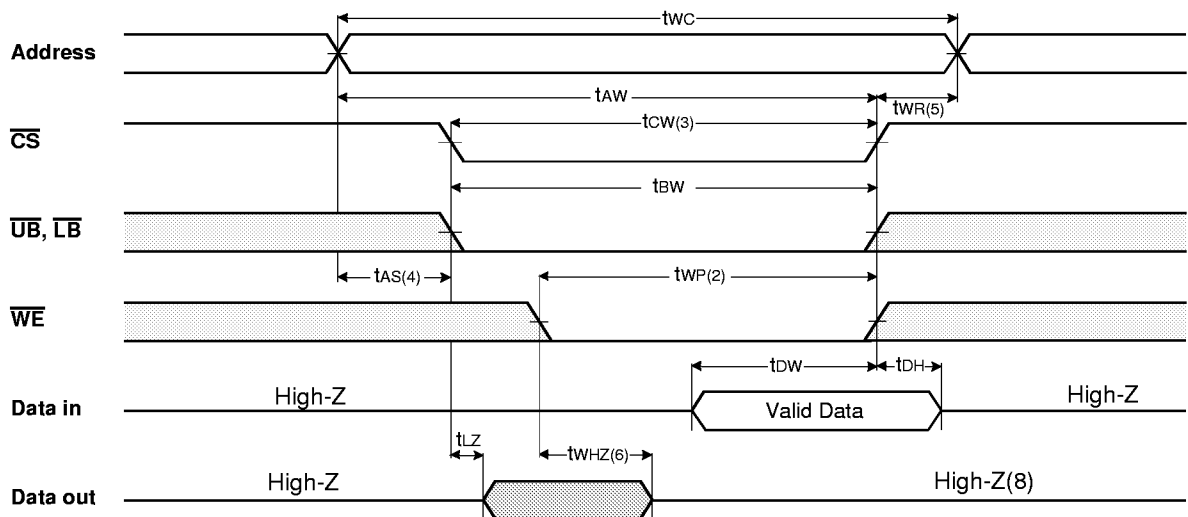 tWC
Address
tAW
tWR(5)
CS
tCW(3)
tBW
UB, LB
tAS(4)
tWP(2)
WE
tDW
tDH
Data in
High-Z
Valid Data
High-Z
tLZ
tWHZ(6)
Data out
High-Z
High-Z(8)